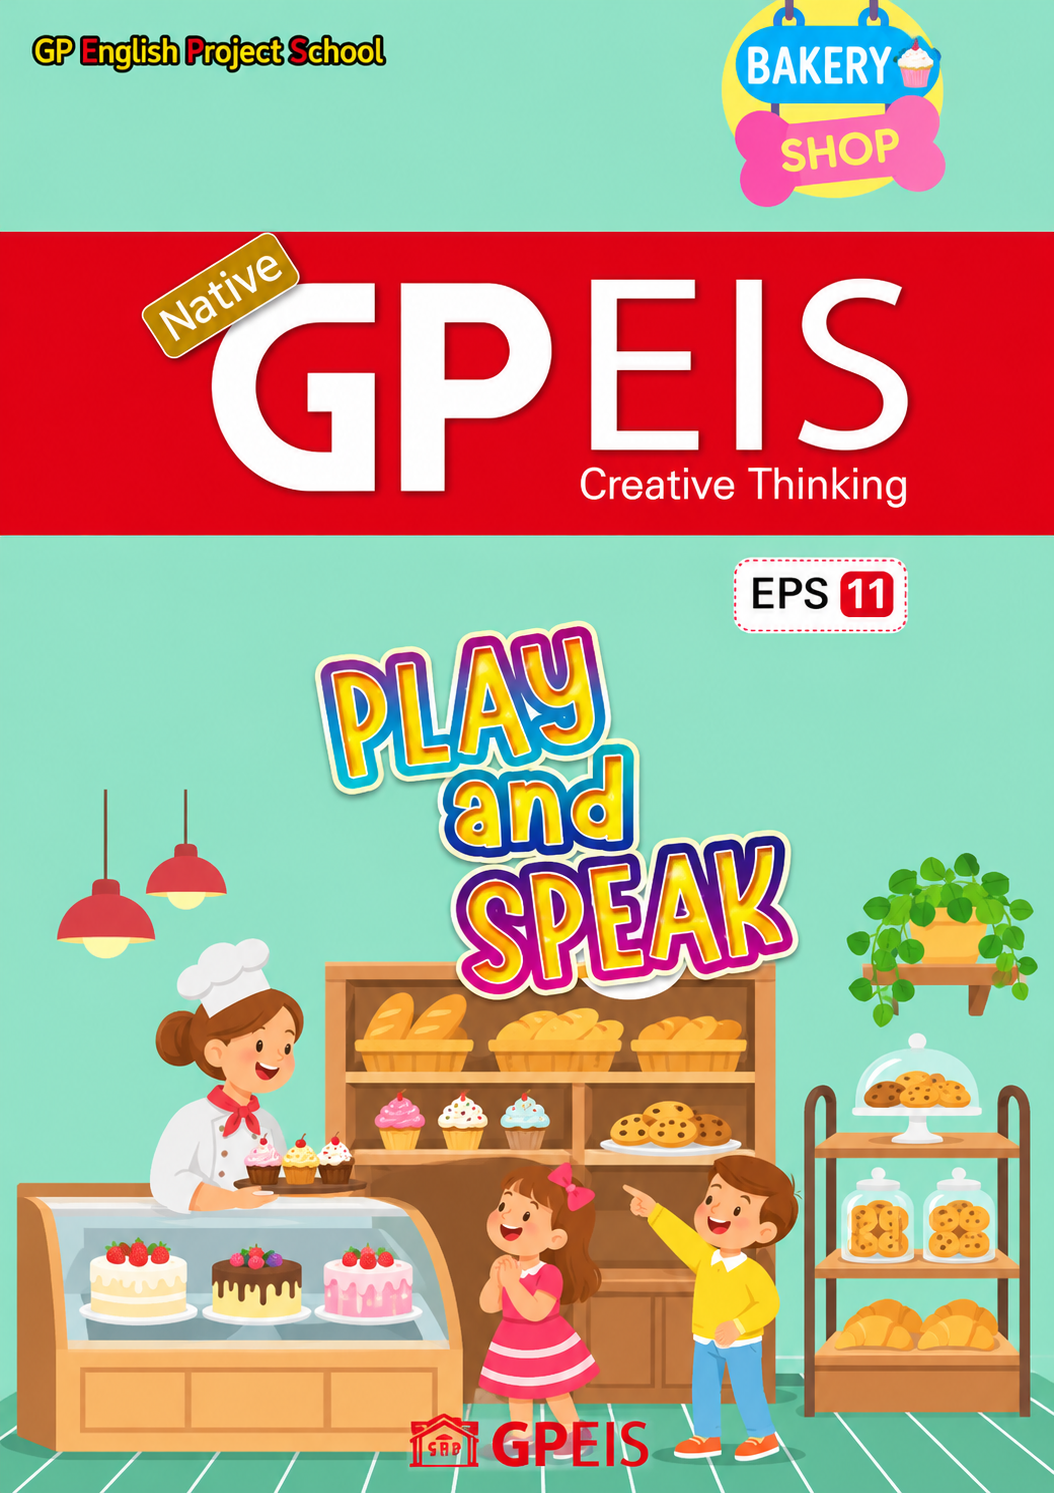 GP English Project School
BAKERY
SHOP
Native
GPEIS
Creative Thinking
EPS 11
PLAY
and
SPEAK
GPEIS